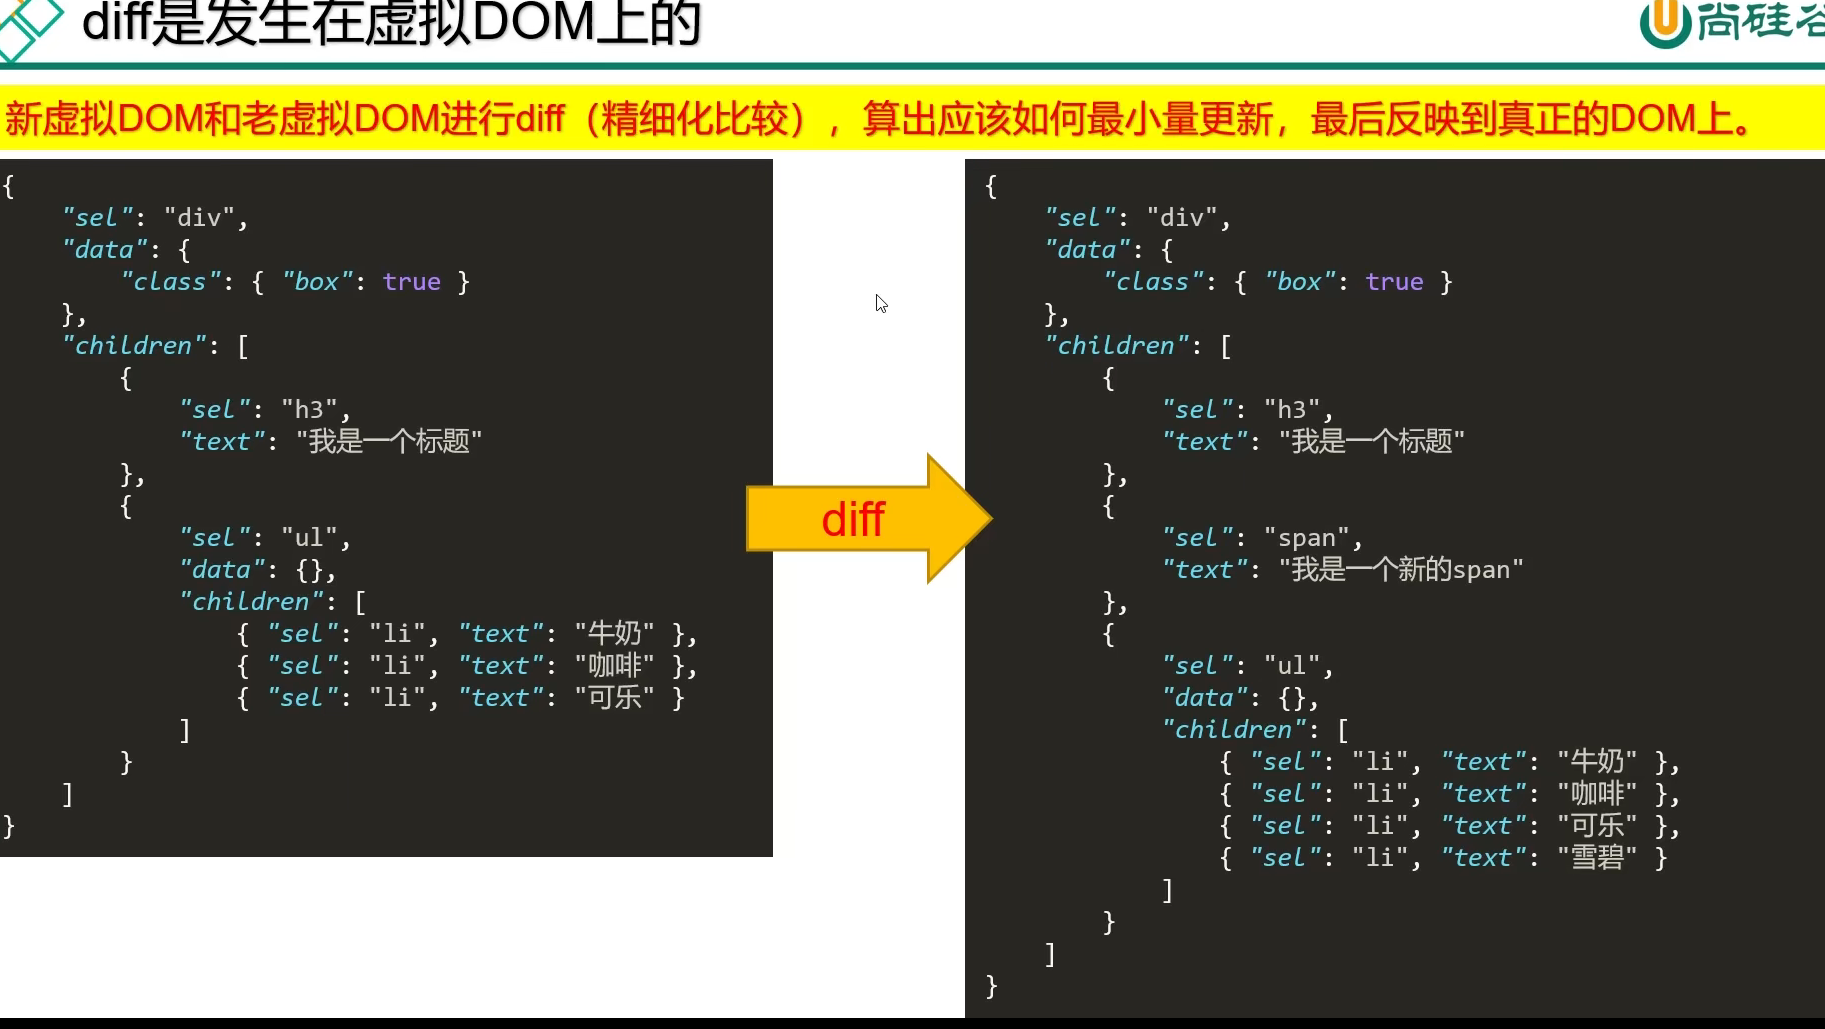 diff是发生在虚拟DOM上的
尚硅谷
新虚拟DOM和老虚拟DOM进行diff（精细化比较），算出应该如何最小量更新，最后反映到真正的DOM上。
{
    "sel": "div",
    "data": {
        "class": { "box": true }
    },
    "children": [
        {
            "sel": "h3",
            "text": "我是一个标题"
        },
        {
            "sel": "ul",
            "data": {},
            "children": [
                { "sel": "li", "text": "牛奶" },
                { "sel": "li", "text": "咖啡" },
                { "sel": "li", "text": "可乐" }
            ]
        }
    ]
}
diff
{
    "sel": "div",
    "data": {
        "class": { "box": true }
    },
    "children": [
        {
            "sel": "h3",
            "text": "我是一个标题"
        },
        {
            "sel": "span",
            "text": "我是一个新的span"
        },
        {
            "sel": "ul",
            "data": {},
            "children": [
                { "sel": "li", "text": "牛奶" },
                { "sel": "li", "text": "咖啡" },
                { "sel": "li", "text": "可乐" },
                { "sel": "li", "text": "雪碧" }
            ]
        }
    ]
}